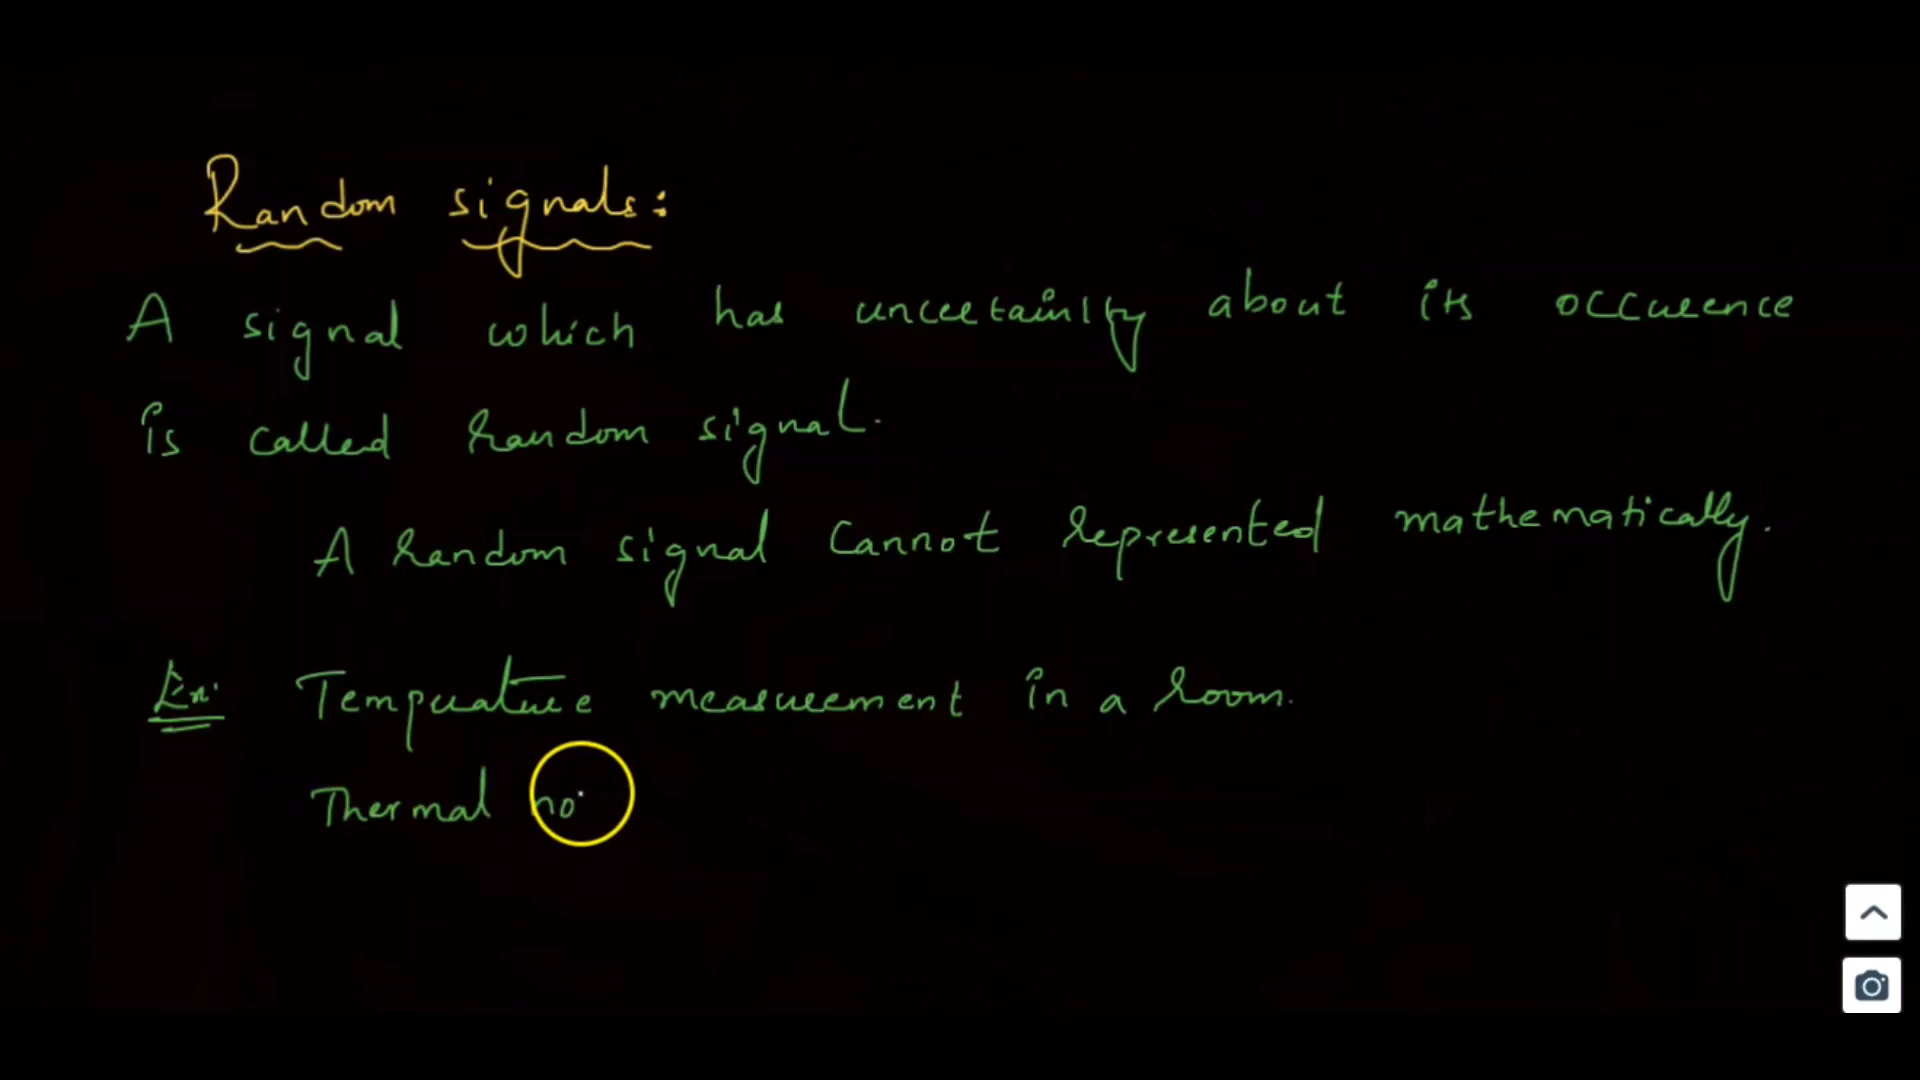 Random signals:
A signal which has uncertainity about its occurence
is called random signal.
A random signal cannot represented mathematically.
Ex: Temperature measurement in a room.
Thermal no